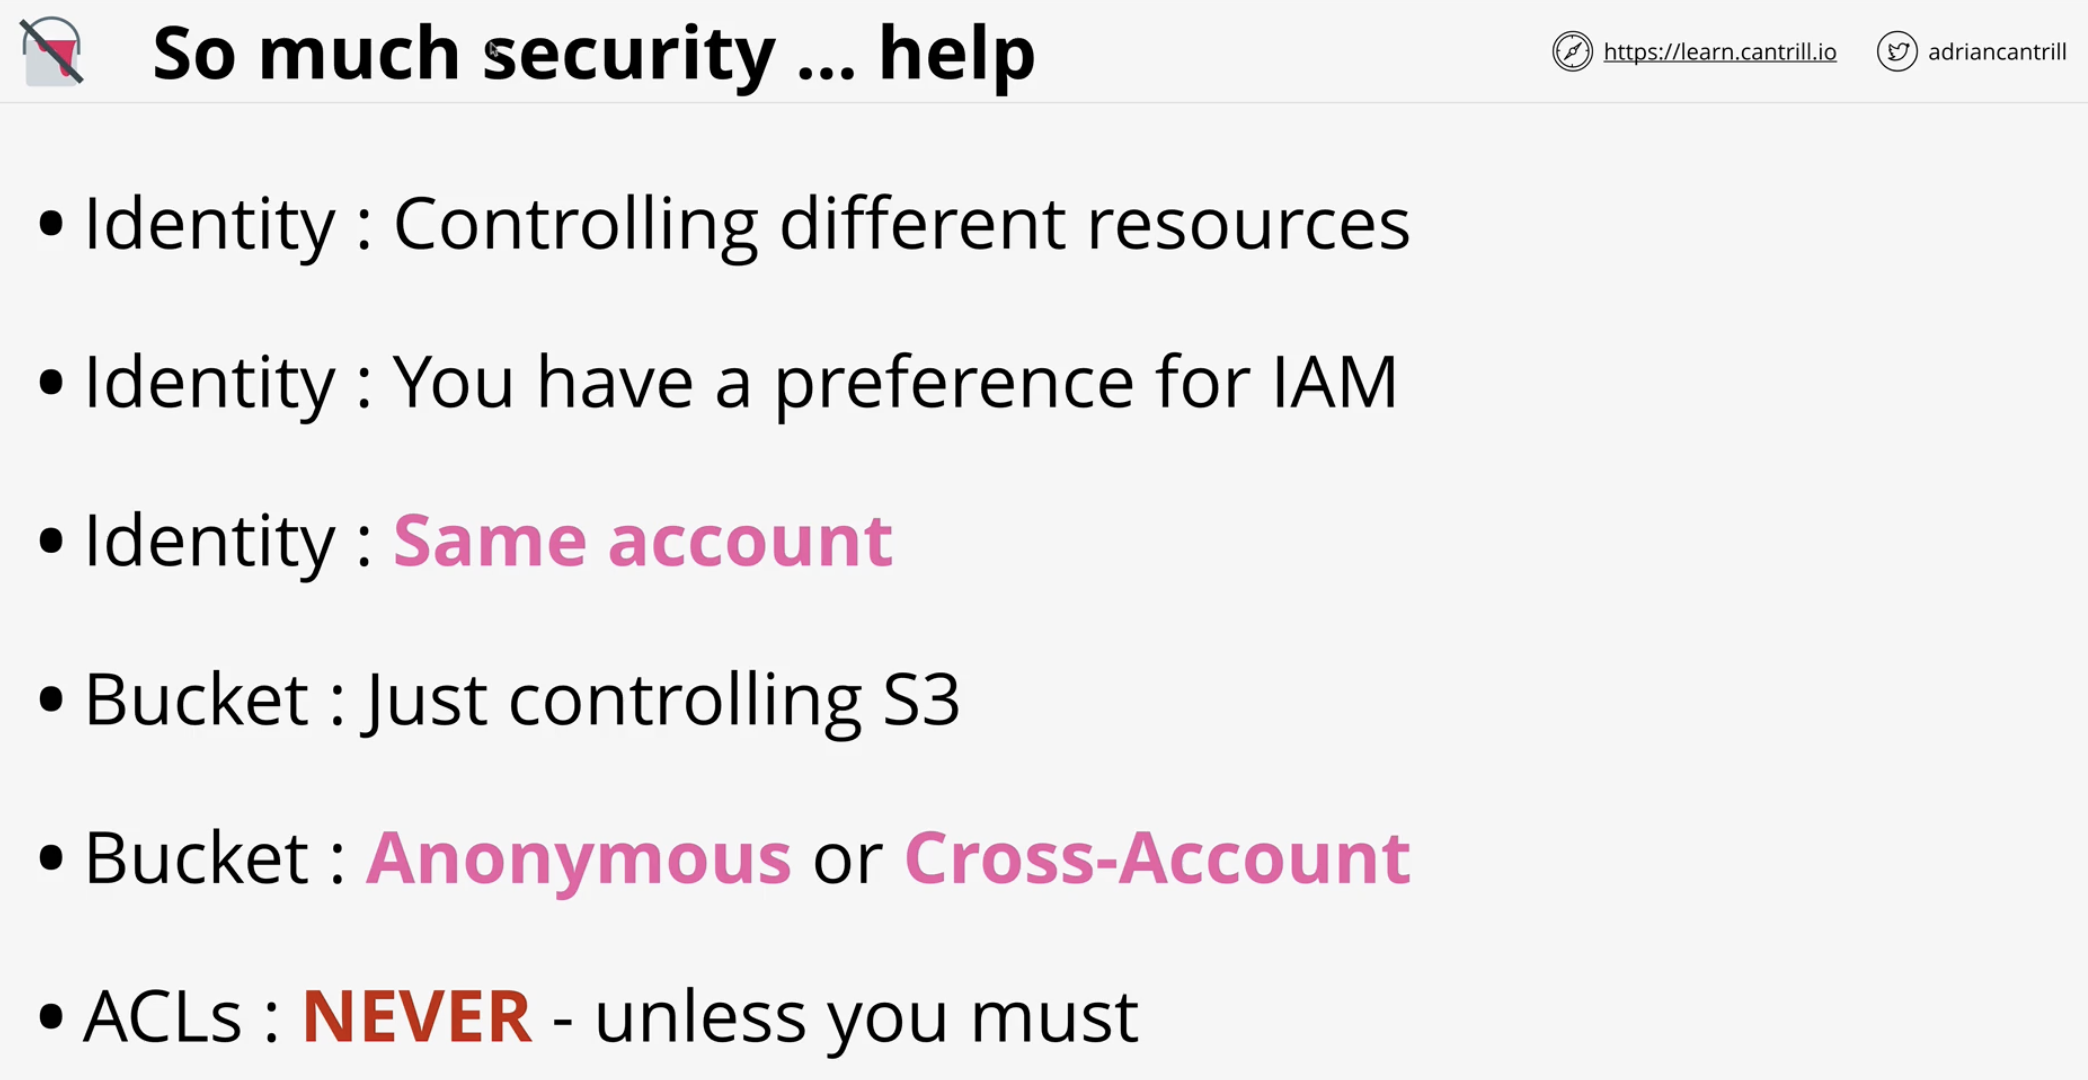 So much security ... help
https://learn.cantrill.io
adriancantrill
• Identity : Controlling different resources
• Identity : You have a preference for IAM
• Identity : Same account
• Bucket : Just controlling S3
• Bucket : Anonymous or Cross-Account
• ACLs : NEVER - unless you must